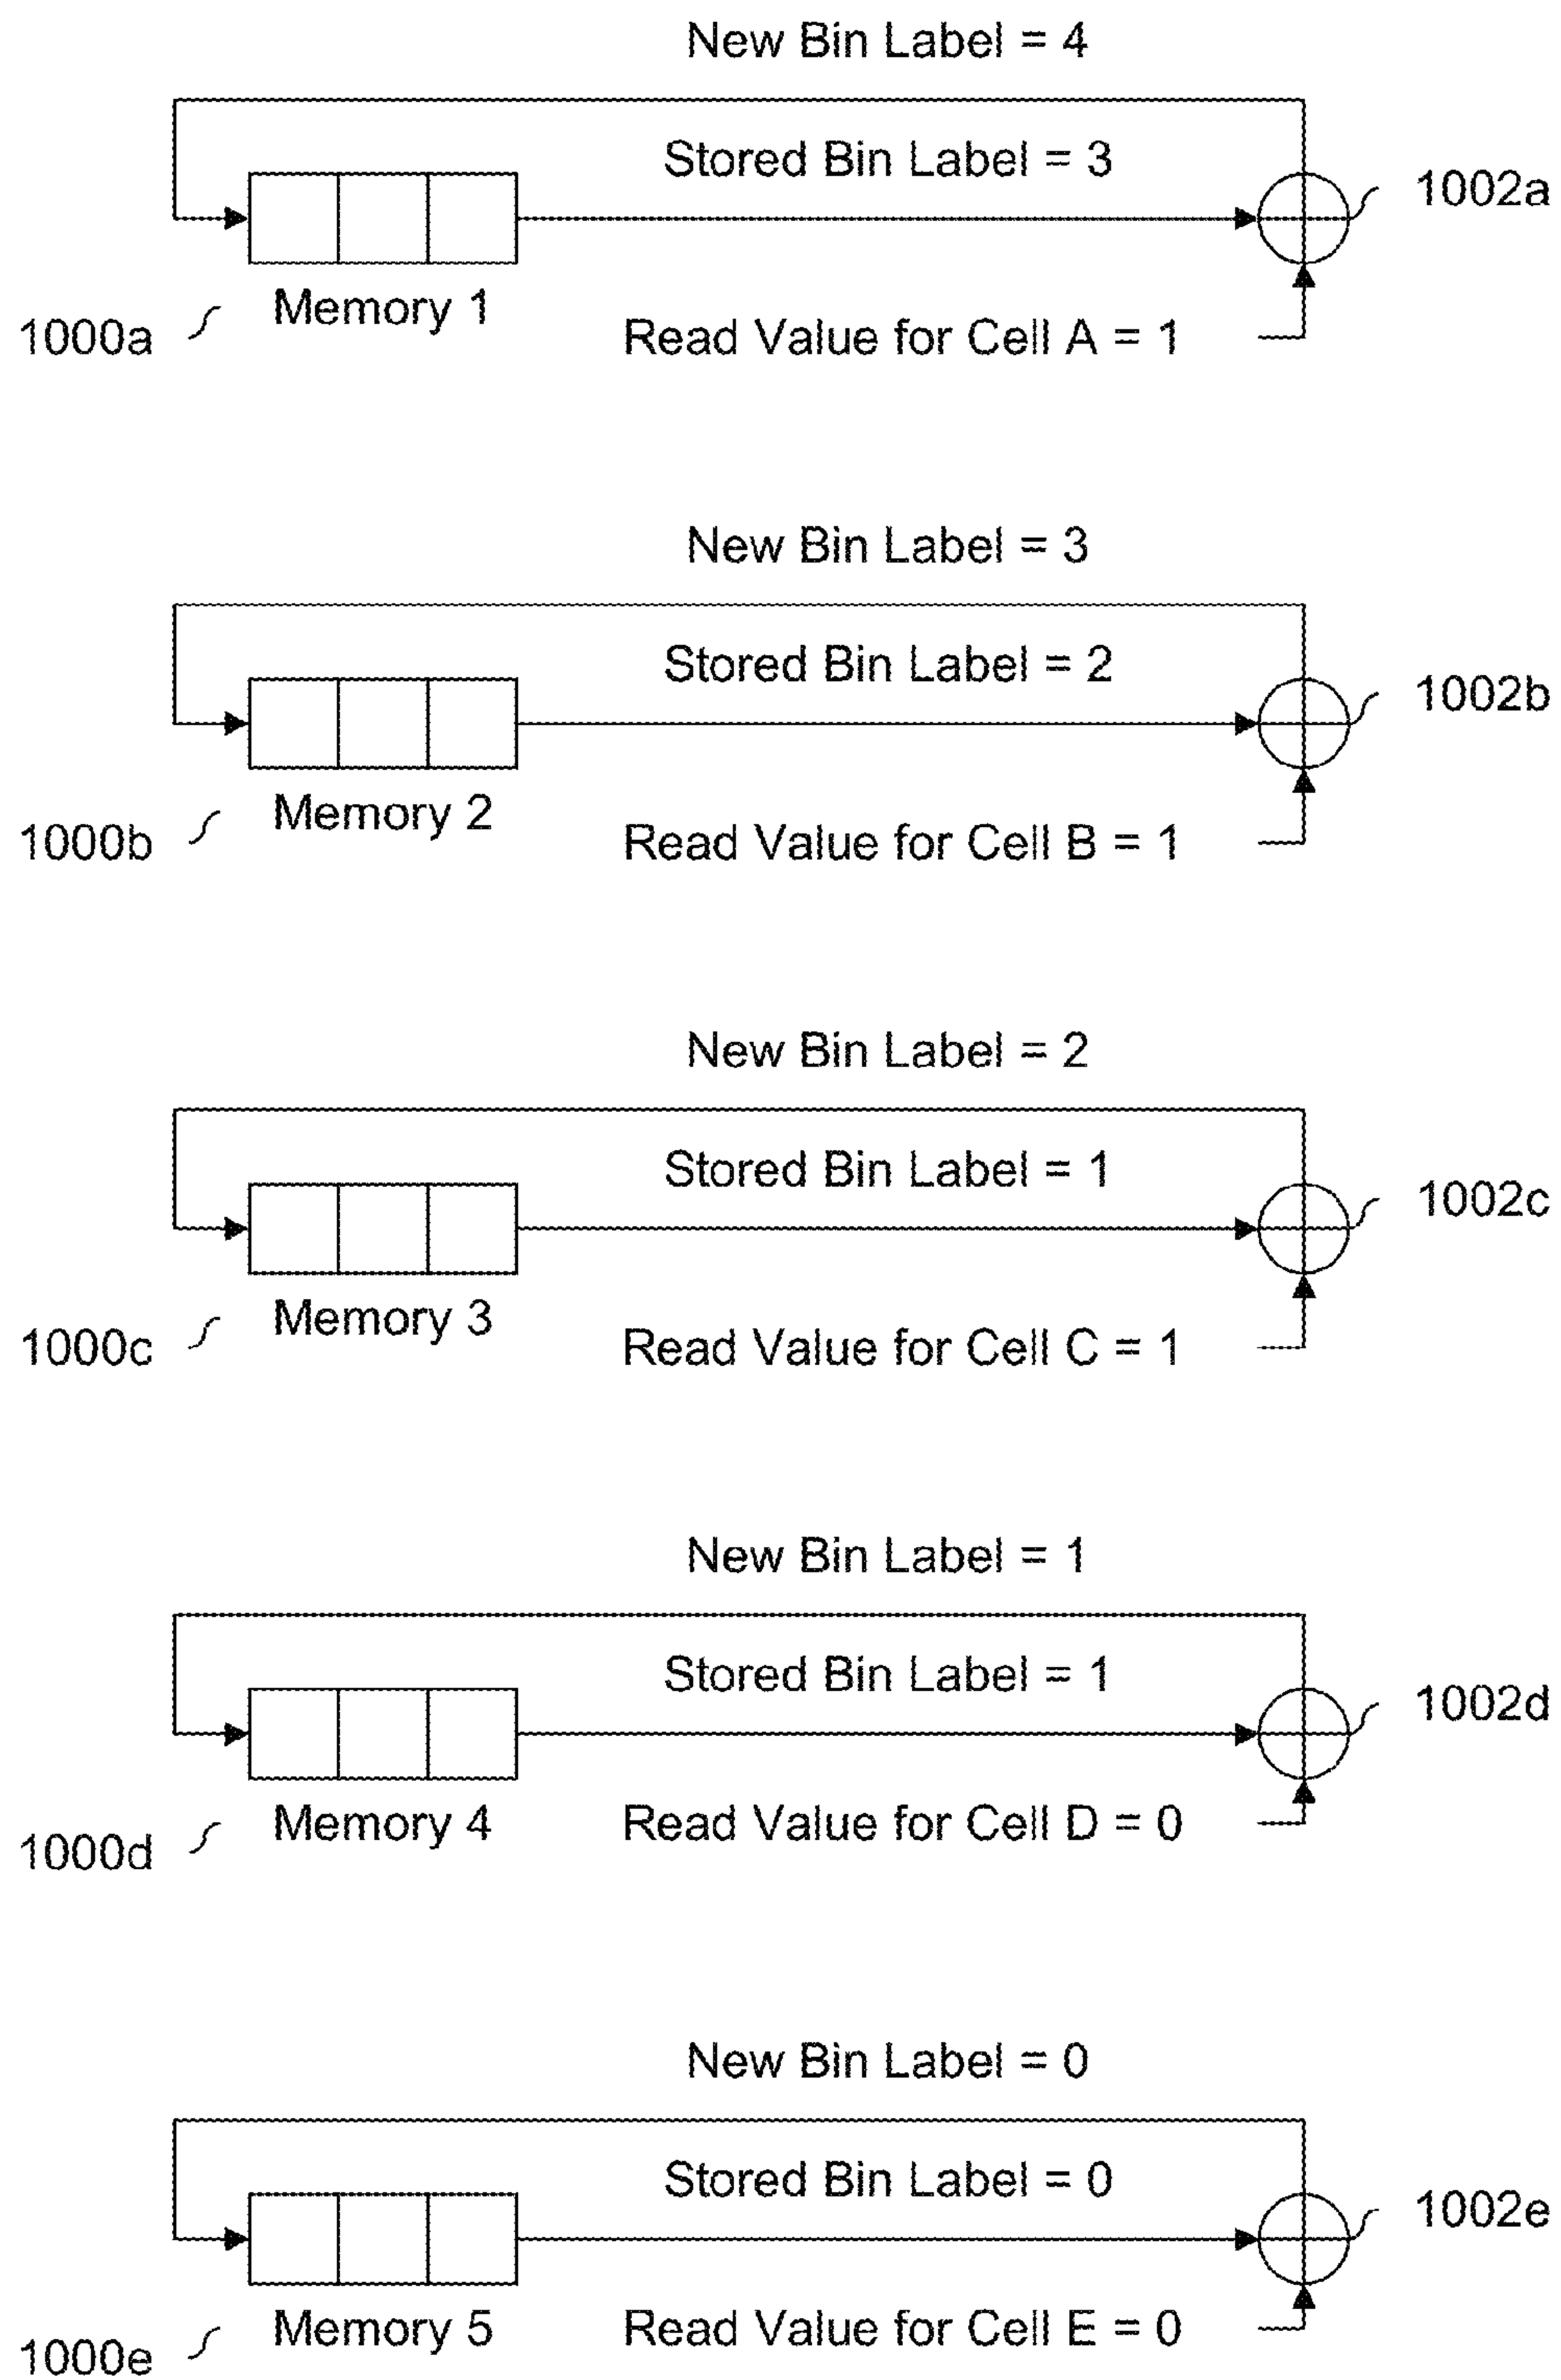 New Bin Label = 4
Stored Bin Label = 3
1002a
Memory 1
1000a
Read Value for Cell A = 1
New Bin Label = 3
Stored Bin Label = 2
1002b
Memory 2
1000b
Read Value for Cell B = 1
New Bin Label = 2
Stored Bin Label = 1
1002c
Memory 3
1000c
Read Value for Cell C = 1
New Bin Label = 1
Stored Bin Label = 1
1002d
Memory 4
Read Value for Cell D = 0
1000d
New Bin Label = 0
Stored Bin Label = 0
1002e
Memory 5
Read Value for Cell E = 0
1000e